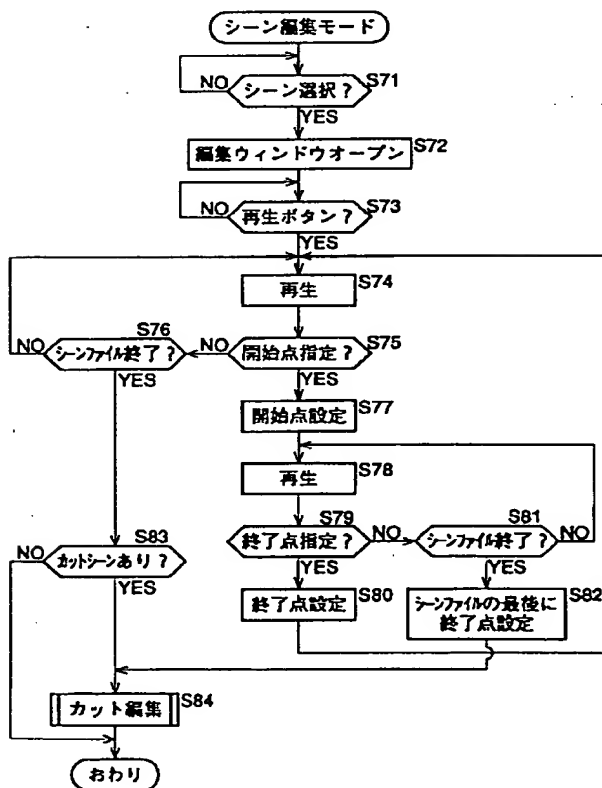 シーン編集モード
NO
シーン選択？
S71
YES
編集ウィンドウオープン
S72
NO
再生ボタン？
S73
YES
再生
S74
S76
NO
シーンファイル終了？
NO
開始点指定？
S75
YES
YES
開始点設定
S77
再生
S78
S79
S81
終了点指定？
NO
シーンファイル終了？
NO
S83
NO
カットシーンあり？
YES
YES
YES
終了点設定
S80
シーンファイルの最後に
終了点設定
S82
カット編集
S84
おわり